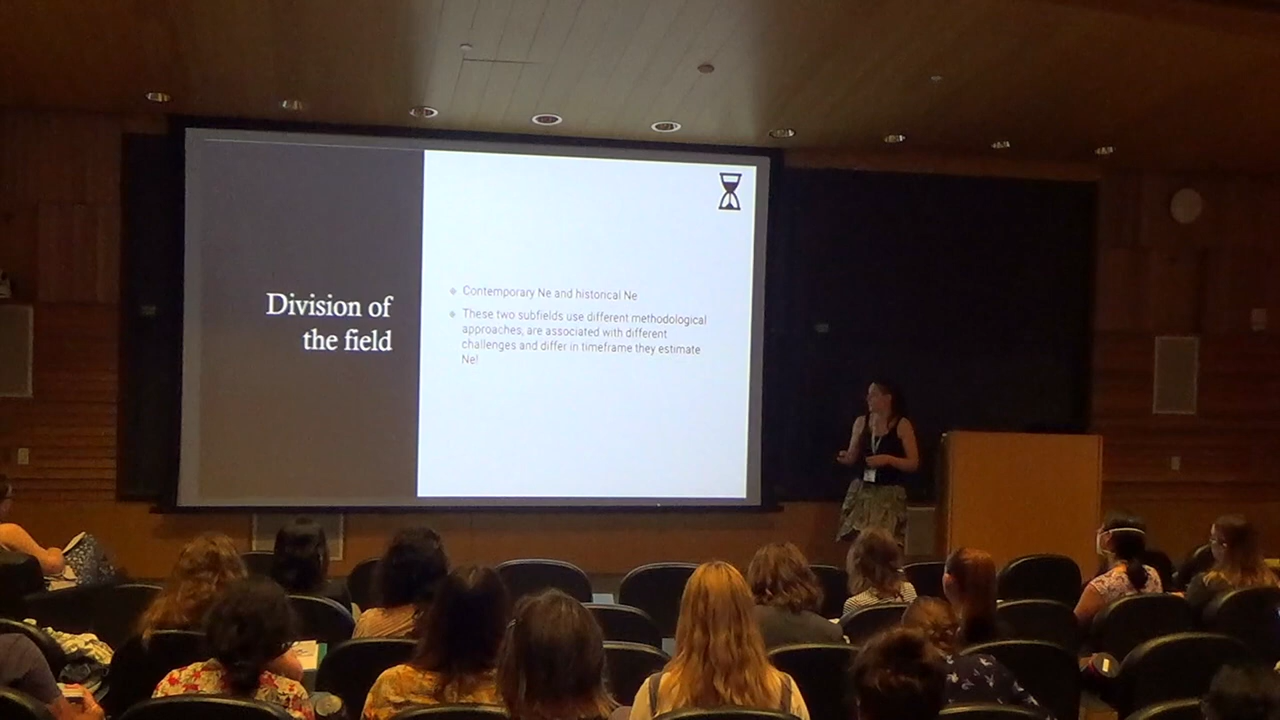 Division of
the field
Contemporary Ne and historical Ne
These two subfields use different methodological
approaches, are associated with different
challenges and differ in timeframe they estimate
Ne!